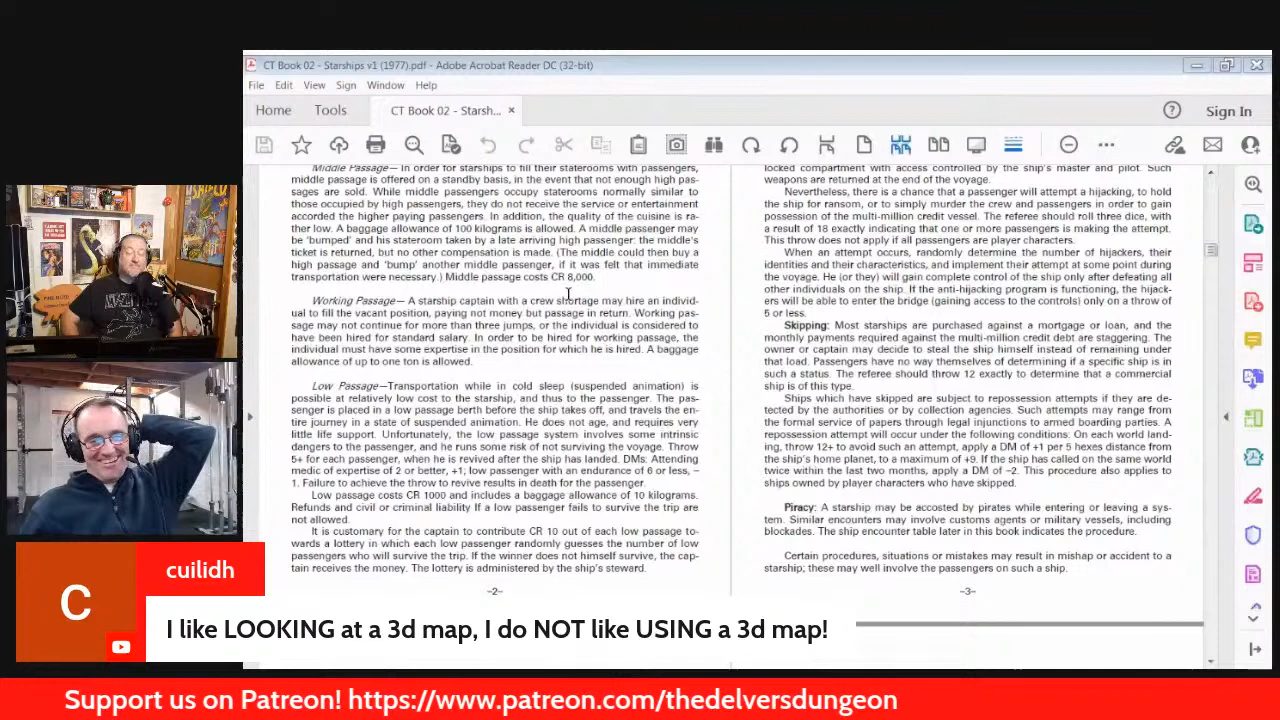 CT Book 02 - Starships v1 (1977).pdf - Adobe Acrobat Reader DC (32-bit)
File Edit View Sign Window Help
Home Tools CT Book 02 - Starsh... × Sign In
Middle Passage— In order for starships to fill their staterooms with passengers,
middle passage is offered on a standby basis, in the event that not enough high pas-
sages are sold. While middle passengers occupy staterooms normally similar to
those occupied by high passengers, they do not receive the service or entertainment
accorded the higher paying passengers. In addition, the quality of the cuisine is ra-
ther low. A baggage allowance of 100 kilograms is allowed. A middle passenger may
be 'bumped' and his stateroom taken by a late arriving high passenger: the middle's
ticket is returned, but no other compensation is made. (The middle could then buy a
high passage and 'bump' another middle passenger, if it was felt that immediate
transportation were necessary.) Middle passage costs CR 8,000.
Working Passage— A starship captain with a crew shortage may hire an individ-
ual to fill the vacant position, paying not money but passage in return. Working pas-
sage may not continue for more than three jumps, or the individual is considered to
have been hired for standard salary. In order to be hired for working passage, the
individual must have some expertise in the position for which he is hired. A baggage
allowance of up to one ton is allowed.
Low Passage—Transportation while in cold sleep (suspended animation) is
possible at relatively low cost to the starship, and thus to the passenger. The pas-
senger is placed in a low passage berth before the ship takes off, and travels the en-
tire journey in a state of suspended animation. He does not age, and requires very
little life support. Unfortunately, the low passage system involves some intrinsic
dangers to the passenger, and he runs some risk of not surviving the voyage. Throw
5+ for each passenger, when he is revived after the ship has landed. DMs: Attending
medic of expertise of 2 or better, +1; low passenger with an endurance of 6 or less, –
1. Failure to achieve the throw to revive results in death for the passenger.
Low passage costs CR 1000 and includes a baggage allowance of 10 kilograms.
Refunds and civil or criminal liability If a low passenger fails to survive the trip are
not allowed.
It is customary for the captain to contribute CR 10 out of each low passage to-
wards a lottery in which each low passenger randomly guesses the number of low
passengers who will survive the trip. If the winner does not himself survive, the cap-
tain receives the money. The lottery is administered by the ship's steward.
–2–
locked compartment with access controlled by the ship's master and pilot. Such
weapons are returned at the end of the voyage.
Nevertheless, there is a chance that a passenger will attempt a hijacking, to hold
the ship for ransom, or to simply murder the crew and passengers in order to gain
possession of the multi-million credit vessel. The referee should roll three dice, with
a result of 18 exactly indicating that one or more passengers is making the attempt.
This throw does not apply if all passengers are player characters.
When an attempt occurs, randomly determine the number of hijackers, their
identities and their characteristics, and implement their attempt at some point during
the voyage. He (or they) will gain complete control of the ship only after defeating all
other individuals on the ship. If the anti-hijacking program is functioning, the hijack-
ers will be able to enter the bridge (gaining access to the controls) only on a throw of
5 or less.
Skipping: Most starships are purchased against a mortgage or loan, and the
monthly payments required against the multi-million credit debt are staggering. The
owner or captain may decide to steal the ship himself instead of remaining under
that load. Passengers have no way themselves of determining if a specific ship is in
such a status. The referee should throw 12 exactly to determine that a commercial
ship is of this type.
Ships which have skipped are subject to repossession attempts if they are de-
tected by the authorities or by collection agencies. Such attempts may range from
the formal service of papers through legal injunctions to armed boarding parties. A
repossession attempt will occur under the following conditions: On each world land-
ing, throw 12+ to avoid such an attempt, apply a DM of +1 per 5 hexes distance from
the ship's home planet, to a maximum of +9. If the ship has called on the same world
twice within the last two months, apply a DM of –2. This procedure also applies to
ships owned by player characters who have skipped.
Piracy: A starship may be accosted by pirates while entering or leaving a sys-
tem. Similar encounters may involve customs agents or military vessels, including
blockades. The ship encounter table later in this book indicates the procedure.
Certain procedures, situations or mistakes may result in mishap or accident to a
starship; these may well involve the passengers on such a ship.
–3–
C
cuilidh
I like LOOKING at a 3d map, I do NOT like USING a 3d map!
Support us on Patreon! https://www.patreon.com/thedelversdungeon